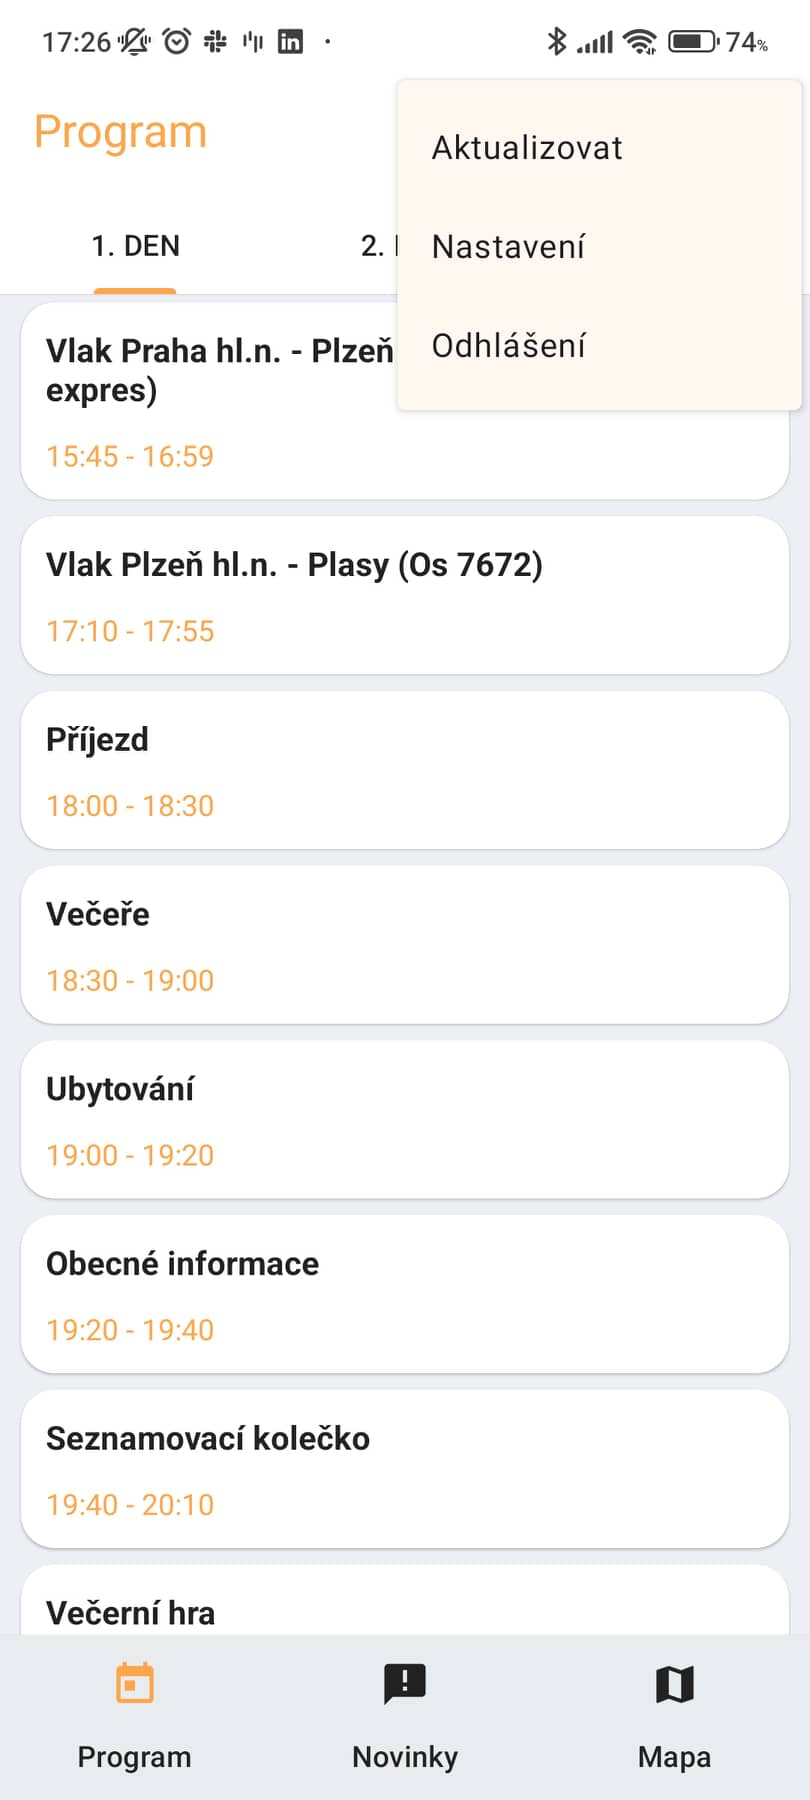 17:26
74%
Program
Aktualizovat
Nastavení
Odhlášení
1. DEN
2.
Vlak Praha hl.n. - Plzeň
expres)
15:45 - 16:59
Vlak Plzeň hl.n. - Plasy (Os 7672)
17:10 - 17:55
Příjezd
18:00 - 18:30
Večeře
18:30 - 19:00
Ubytování
19:00 - 19:20
Obecné informace
19:20 - 19:40
Seznamovací kolečko
19:40 - 20:10
Večerní hra
Program
Novinky
Mapa